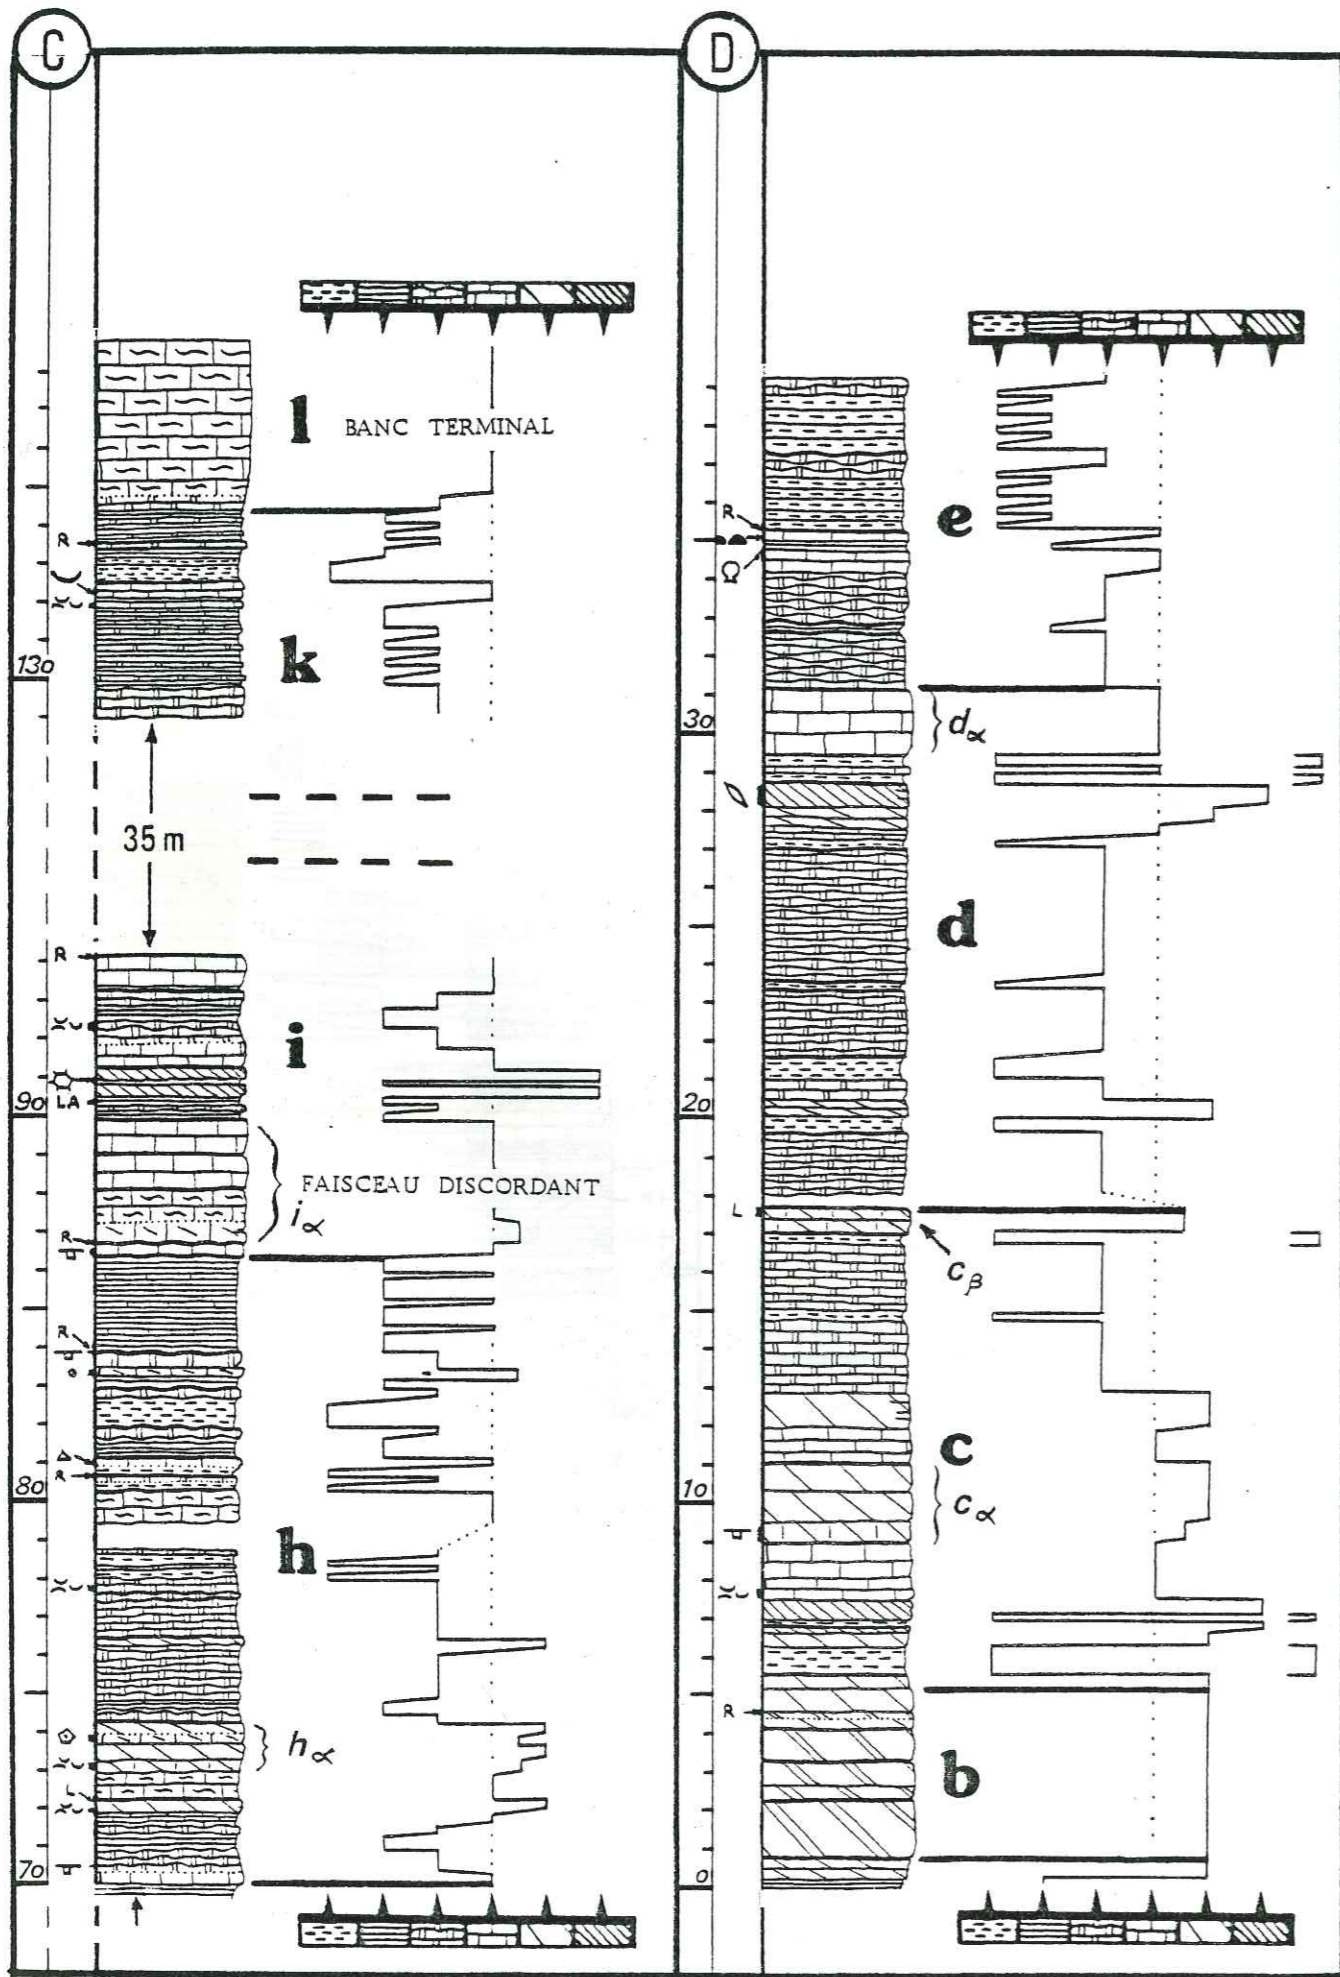 C
l BANC TERMINAL
R
k
130
35 m
R
i
LA
90
FAISCEAU DISCORDANT
iα
R
R
R
80
h
hα
70
D
R
e
30
dα
d
20
L
cβ
c
10
cα
R
b
0